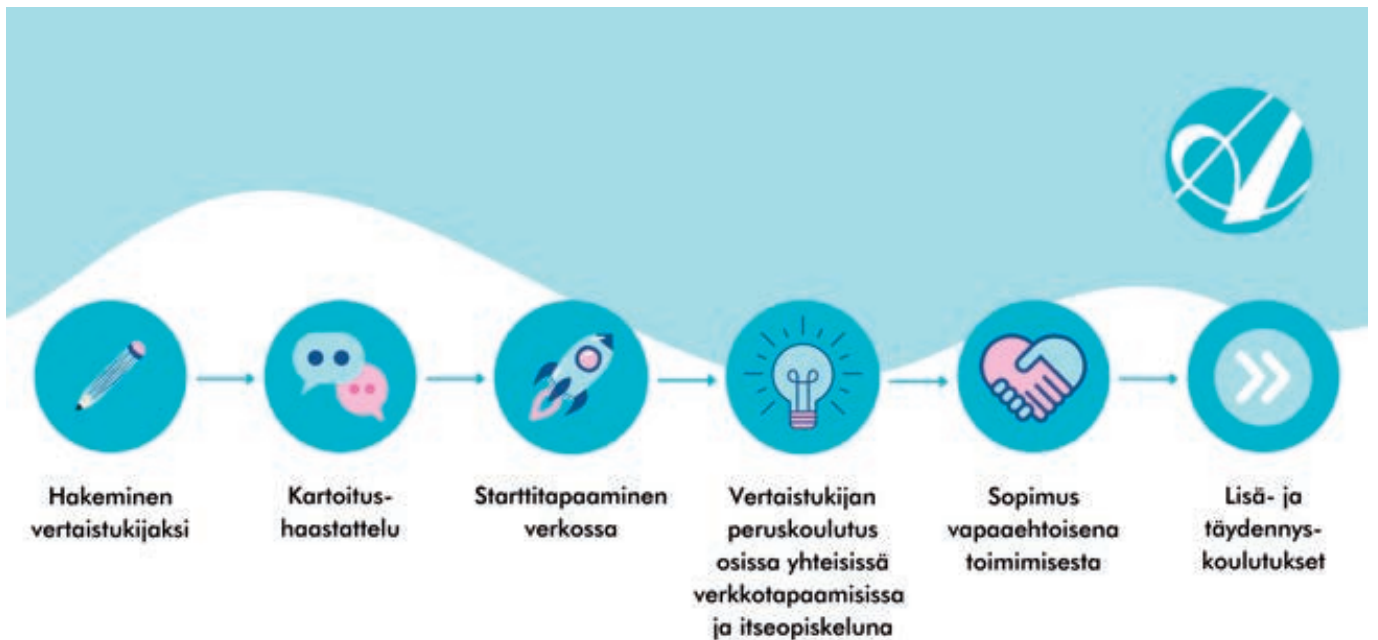 Hakeminen
vertaistukijaksi
Kartoitus-
haastattelu
Starttitapaaminen
verkossa
Vertaistukijan
peruskoulutus
osissa yhteisissä
verkkotapaamisissa
ja itseopiskeluna
Sopimus
vapaaehtoisena
toimimisesta
Lisä- ja
täydennys-
koulutukset